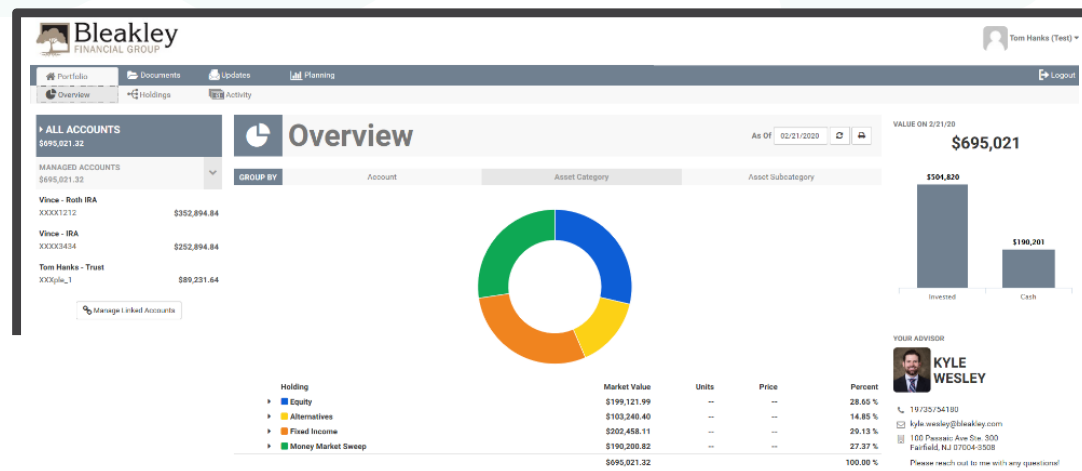 Bleakley
FINANCIAL GROUP
Tom Hanks (Test)
Portfolio Documents Updates Planning Logout
Overview Holdings Activity
ALL ACCOUNTS
$695,021.32
MANAGED ACCOUNTS
$695,021.32
Vince - Roth IRA
XXXX1212 $352,894.84
Vince - IRA
XXXX3434 $252,894.84
Tom Hanks - Trust
XXXple_1 $89,231.64
Manage Linked Accounts
Overview
As Of 02/21/2020
GROUP BY Account Asset Category Asset Subcategory
Holding Market Value Units Price Percent
Equity $199,121.99 -- -- 28.65 %
Alternatives $103,240.40 -- -- 14.85 %
Fixed Income $202,458.11 -- -- 29.13 %
Money Market Sweep $190,200.82 -- -- 27.37 %
$695,021.32 100.00 %
VALUE ON 2/21/20
$695,021
$504,820
$190,201
Invested Cash
YOUR ADVISOR
KYLE
WESLEY
19735754180
kyle.wesley@bleakley.com
100 Passaic Ave Ste. 300
Fairfield, NJ 07004-3508
Please reach out to me with any questions!